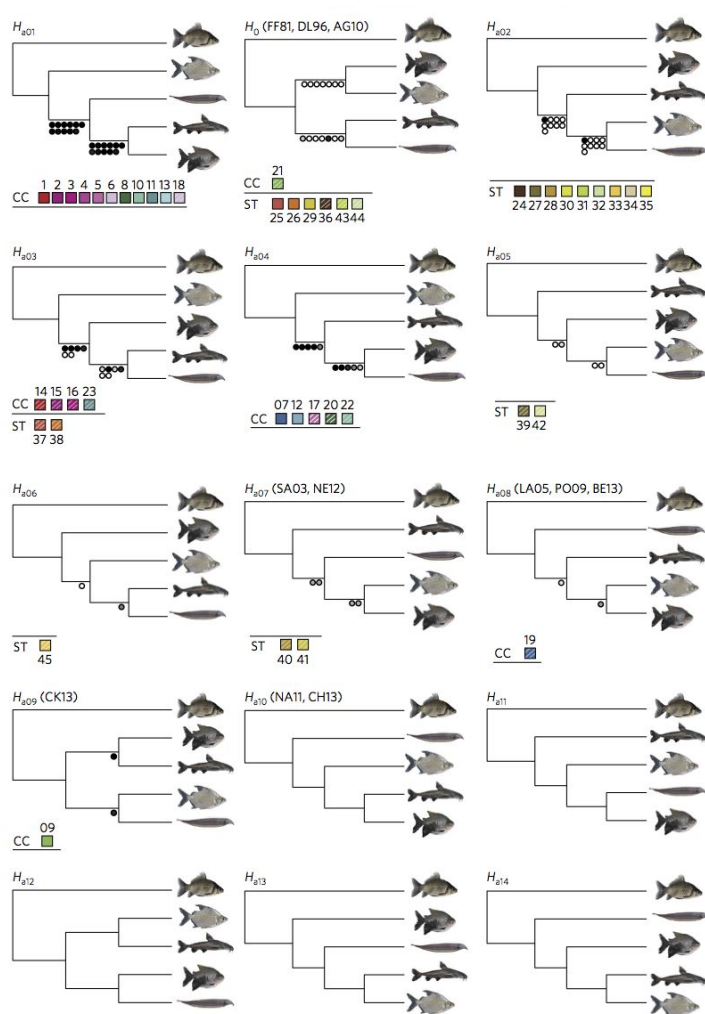 Ha01
H0 (FF81, DL96, AG10)
Ha02
21
CC
1 2 3 4 5 6 8 10 11 13 18
CC
ST
25 26 29 36 43 44
ST
24 27 28 30 31 32 33 34 35
Ha03
Ha04
Ha05
14 15 16 23
CC
ST
37 38
07 12 17 20 22
CC
ST
39 42
Ha06
Ha07 (SA03, NE12)
Ha08 (LA05, PO09, BE13)
ST
45
ST
40 41
19
CC
Ha09 (CK13)
Ha10 (NA11, CH13)
Ha11
09
CC
Ha12
Ha13
Ha14